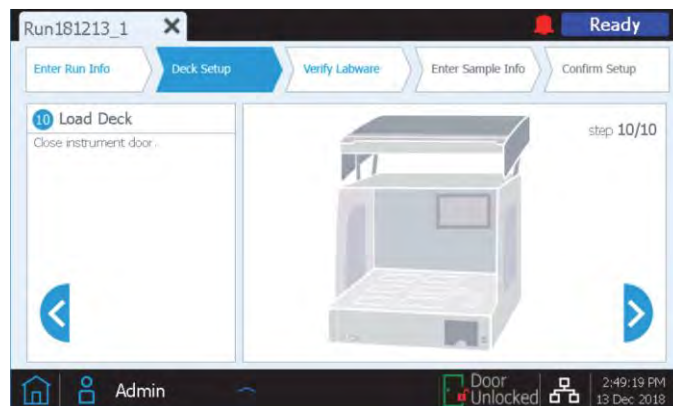 Run181213_1
Ready
Enter Run Info
Deck Setup
Verify Labware
Enter Sample Info
Confirm Setup
10 Load Deck
Close instrument door.
step 10/10
Admin
Door
Unlocked
2:49:19 PM
13 Dec 2018